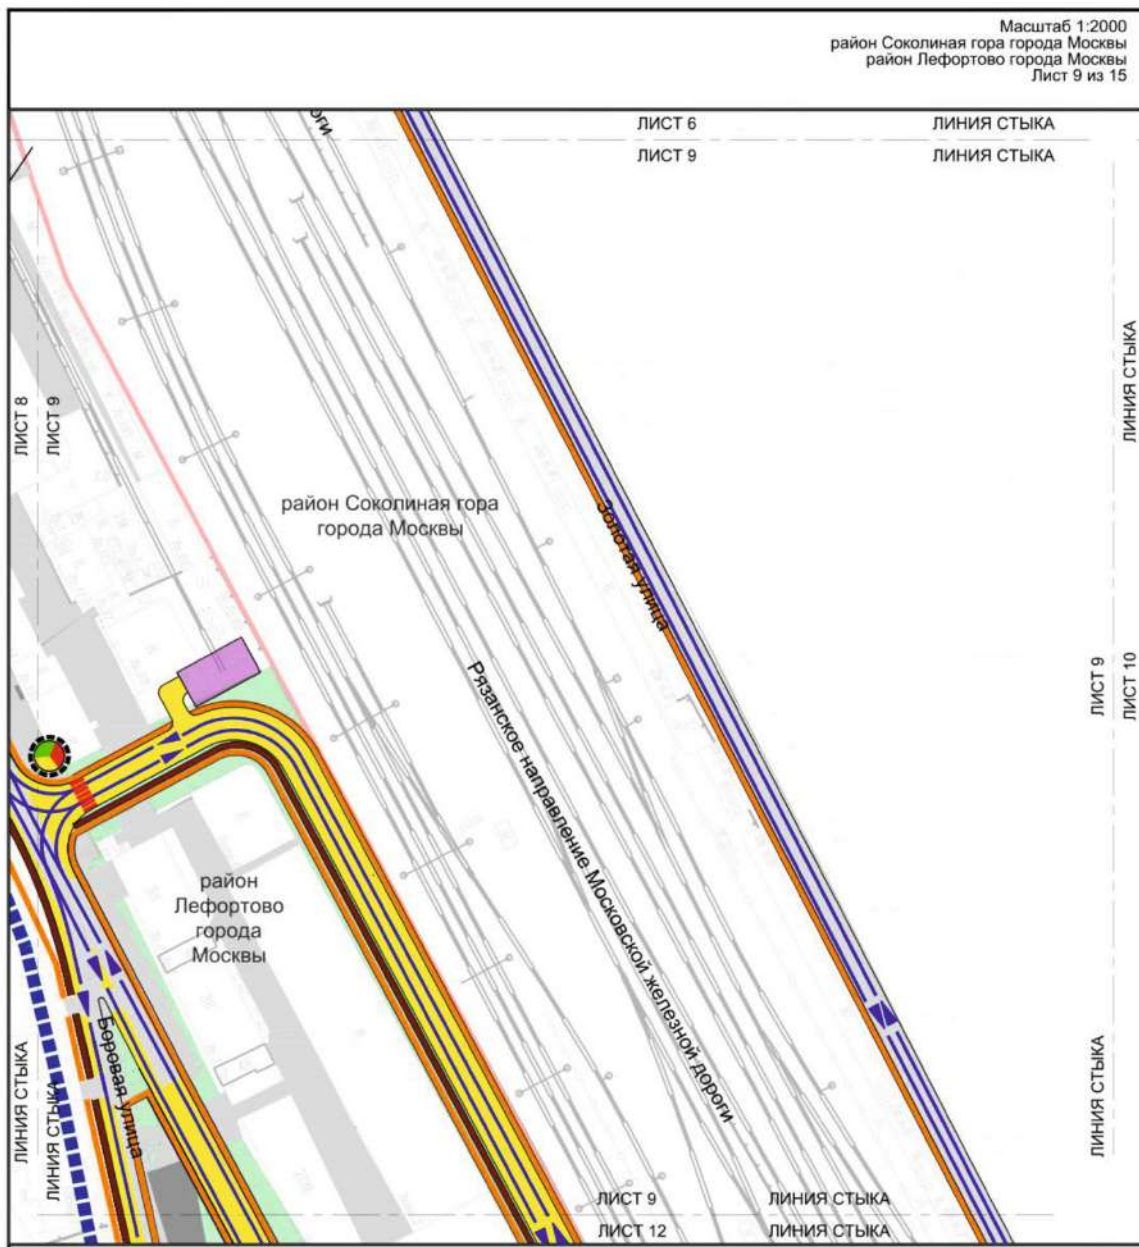 Масштаб 1:2000
район Соколиная гора города Москвы
район Лефортово города Москвы
Лист 9 из 15
оги
ЛИСТ 6
ЛИНИЯ СТЫКА
ЛИСТ 9
ЛИНИЯ СТЫКА
ЛИНИЯ СТЫКА
ЛИСТ 8
ЛИСТ 9
район Соколиная гора
города Москвы
Золотая улица
Рязанское направление Московской железной дороги
ЛИСТ 9
ЛИСТ 10
район
Лефортово
города
Москвы
Боровая улица
ЛИНИЯ СТЫКА
ЛИНИЯ СТЫКА
ЛИНИЯ СТЫКА
ЛИСТ 9
ЛИНИЯ СТЫКА
ЛИСТ 12
ЛИНИЯ СТЫКА